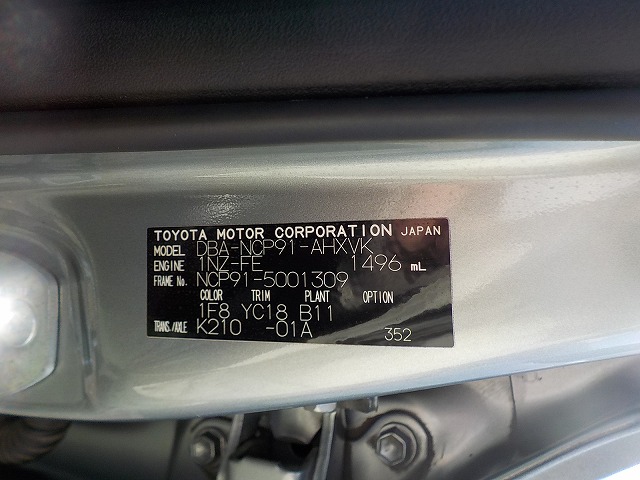 TOYOTA MOTOR CORPORATION JAPAN
MODEL DBA-NCP91-AHXVK
ENGINE 1NZ-FE 1496 mL
FRAME No. NCP91-5001309
COLOR TRIM PLANT OPTION
1F8 YC18 B11
TRANS./AXLE K210 -01A 352